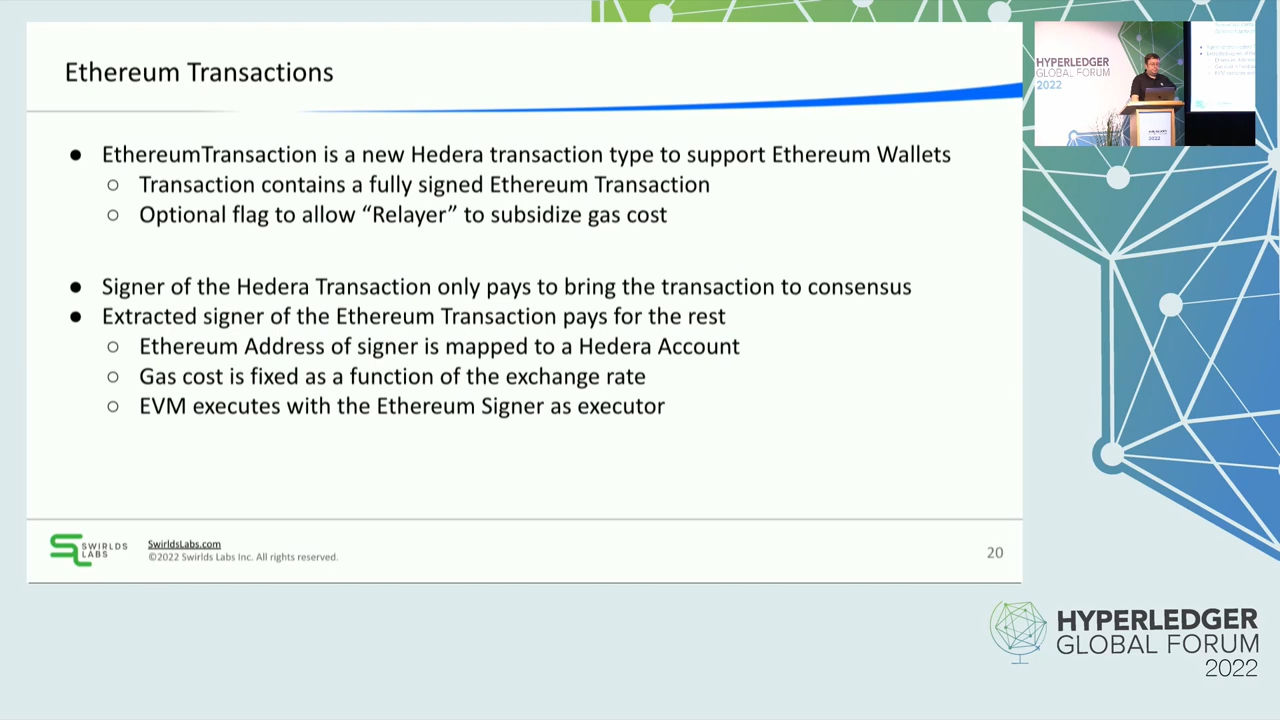 Ethereum Transactions
● EthereumTransaction is a new Hedera transaction type to support Ethereum Wallets
○ Transaction contains a fully signed Ethereum Transaction
○ Optional flag to allow “Relayer” to subsidize gas cost
● Signer of the Hedera Transaction only pays to bring the transaction to consensus
● Extracted signer of the Ethereum Transaction pays for the rest
○ Ethereum Address of signer is mapped to a Hedera Account
○ Gas cost is fixed as a function of the exchange rate
○ EVM executes with the Ethereum Signer as executor
SWIRLDS
LABS
SwirldsLabs.com
©2022 Swirlds Labs Inc. All rights reserved.
20
HYPERLEDGER
GLOBAL FORUM
2022
HYPERLEDGER
GLOBAL FORUM
2022